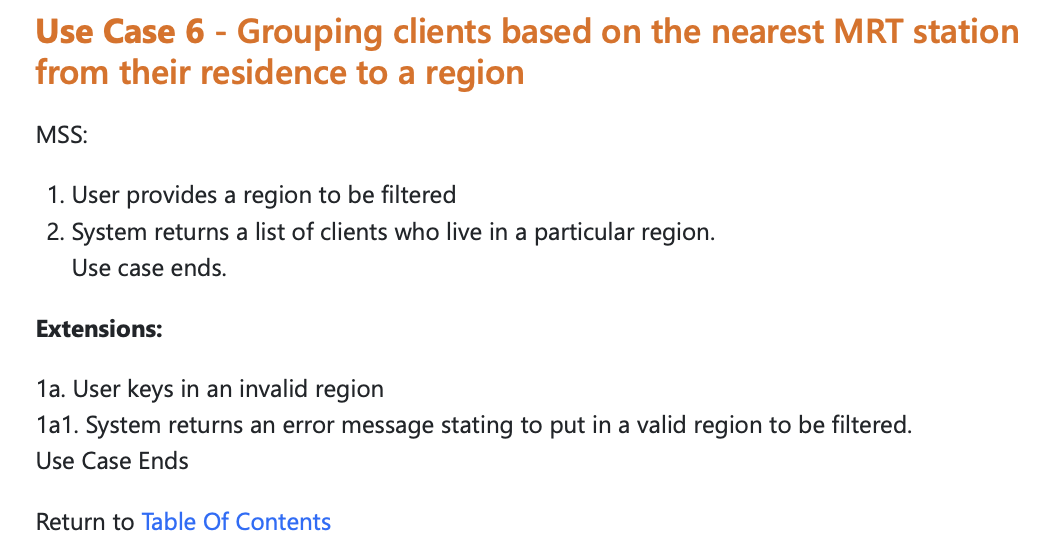 Use Case 6 - Grouping clients based on the nearest MRT station
from their residence to a region
MSS:
1. User provides a region to be filtered
2. System returns a list of clients who live in a particular region.
Use case ends.
Extensions:
1a. User keys in an invalid region
1a1. System returns an error message stating to put in a valid region to be filtered.
Use Case Ends
Return to Table Of Contents